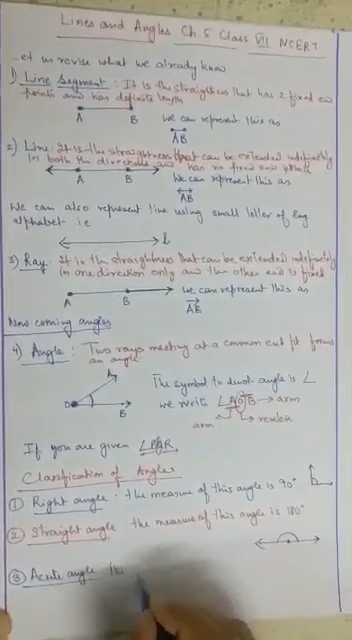 Lines and Angles Ch. 5 Class VII NCERT
Let us revise what we already know
1) Line Segment : It is the straightness that has 2 fixed end
points and has definite length
A B We can represent this as
AB
2) Line: It is the straightness that can be extended indefinitely
in both the directions and has no fixed end points
A B We can represent this as
AB
We can also represent line using small letter of Eng
alphabet - i.e
l
3) Ray: It is the straightness that can be extended indefinitely
in one direction only and the other end is fixed
A B We can represent this as
AB
Now coming angles
4) Angle : Two rays meeting at a common end pt forms
an angle.
A
O B
The symbol to denot angle is ∠
we write ∠AOB → arm
arm vertex
If you are given ∠PQR
Classification of Angles
① Right angle : the measure of this angle is 90°
② Straight angle : the measure of this angle is 180°
③ Acute angle